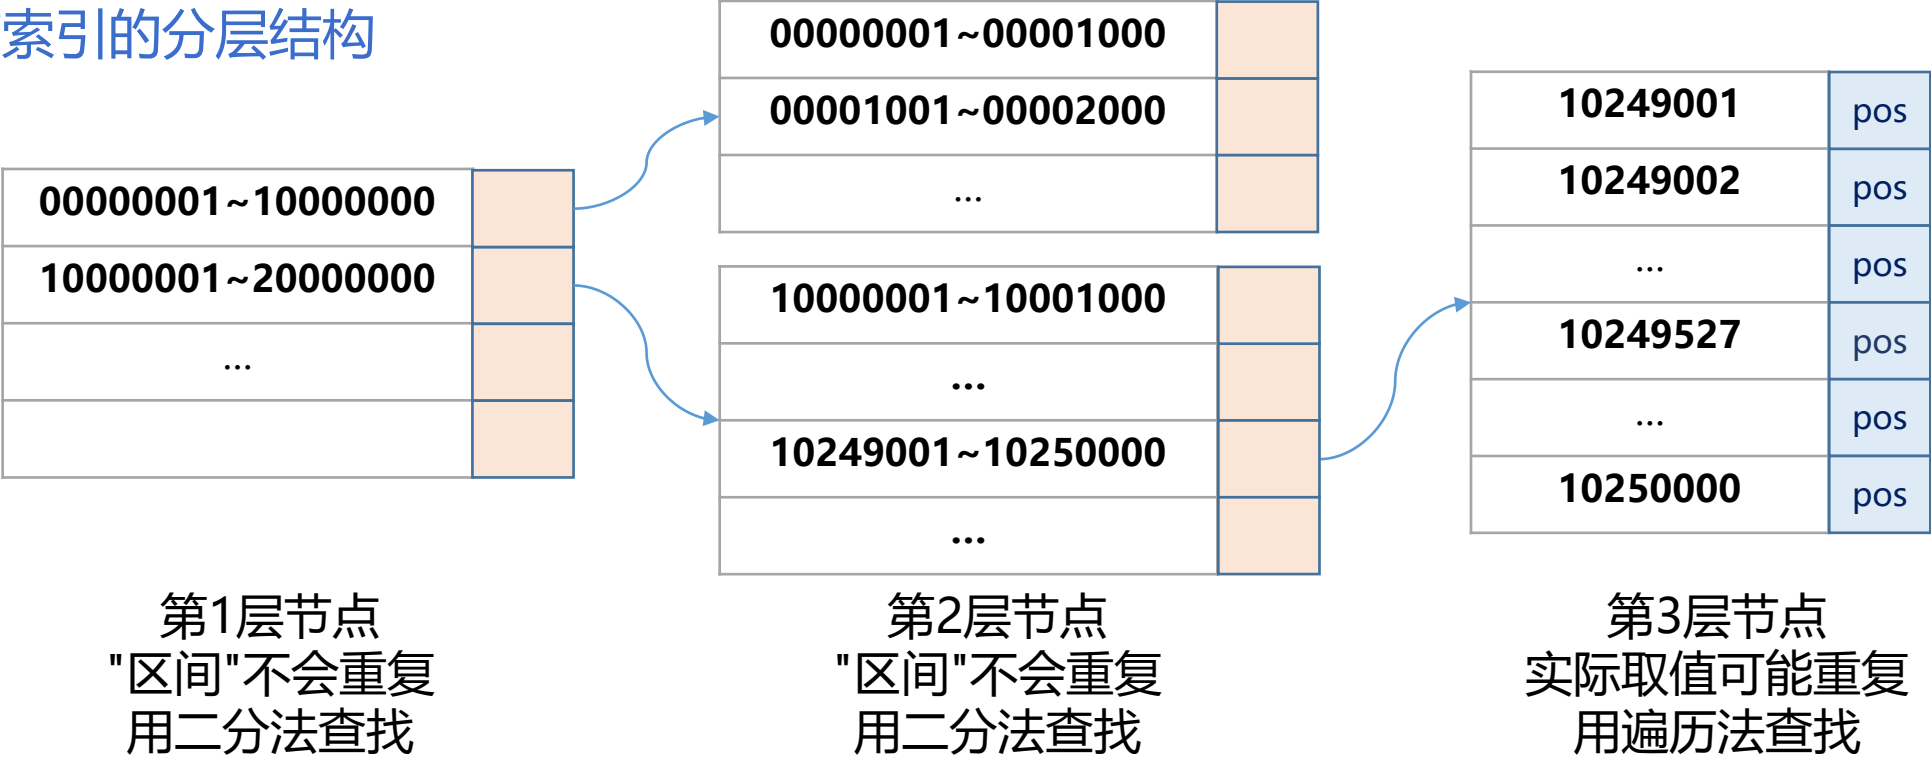 索引的分层结构
00000001~10000000
10000001~20000000
...
第1层节点
"区间"不会重复
用二分法查找
00000001~00001000
00001001~00002000
...
10000001~10001000
...
10249001~10250000
...
第2层节点
"区间"不会重复
用二分法查找
10249001 pos
10249002 pos
... pos
10249527 pos
... pos
10250000 pos
第3层节点
实际取值可能重复
用遍历法查找